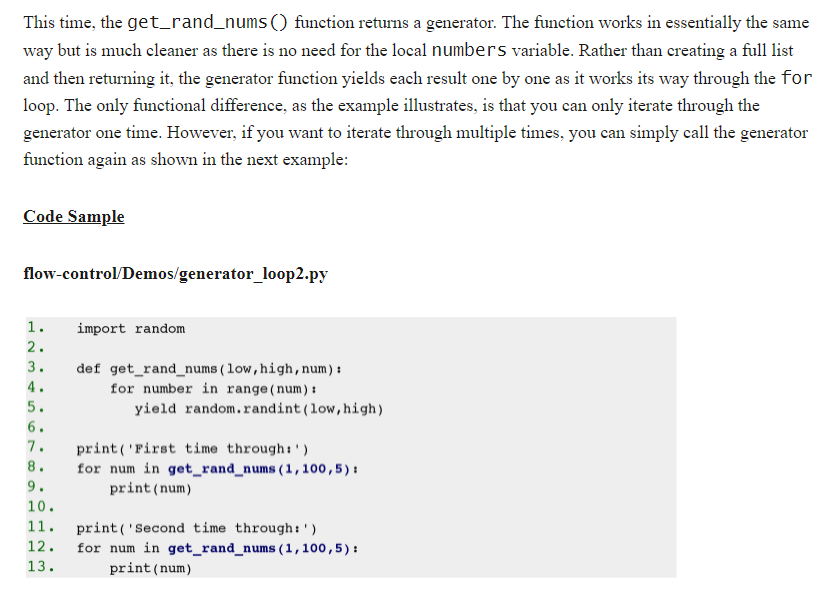 This time, the get_rand_nums() function returns a generator. The function works in essentially the same
way but is much cleaner as there is no need for the local numbers variable. Rather than creating a full list
and then returning it, the generator function yields each result one by one as it works its way through the for
loop. The only functional difference, as the example illustrates, is that you can only iterate through the
generator one time. However, if you want to iterate through multiple times, you can simply call the generator
function again as shown in the next example:
Code Sample
flow-control/Demos/generator_loop2.py
1. import random
2.
3. def get_rand_nums(low,high,num):
4. for number in range(num):
5. yield random.randint(low,high)
6.
7. print('First time through:')
8. for num in get_rand_nums(1,100,5):
9. print(num)
10.
11. print('Second time through:')
12. for num in get_rand_nums(1,100,5):
13. print(num)